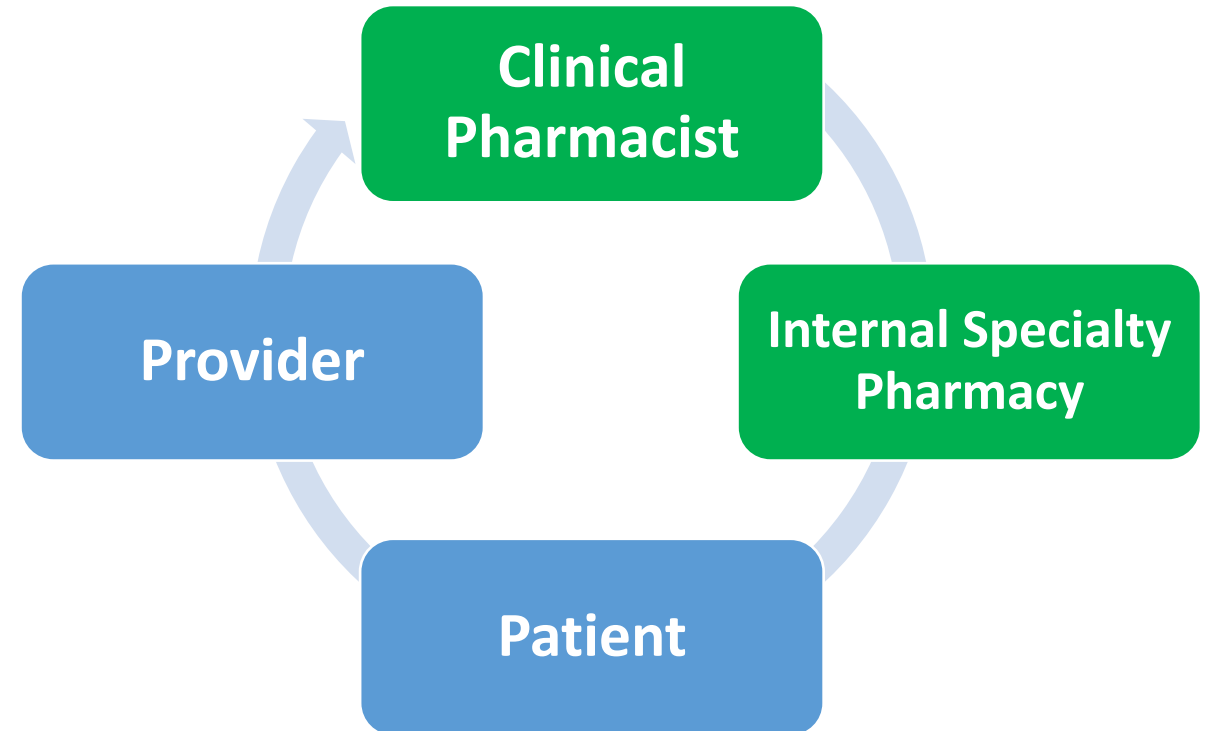 Clinical
Pharmacist
Provider
Internal Specialty
Pharmacy
Patient